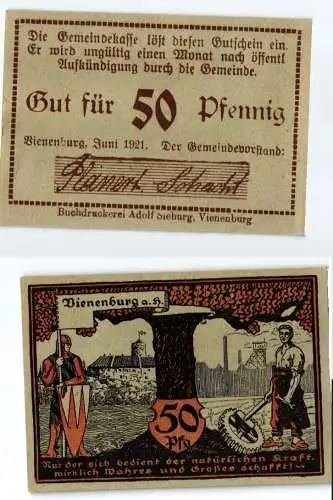 Die Gemeindekasse löst diesen Gutschein ein.
Er wird ungültig einen Monat nach öffentl
Aufkündigung durch die Gemeinde.
Gut für 50 Pfennig
Vienenburg, Juni 1921. Der Gemeindevorstand:
Buchdruckerei Adolf Sieburg, Vienenburg
Vienenburg a.H.
50
Pfg
Nur der sich bedient der natürlichen Kraft,
wirklich Wahres und Großes schafft!